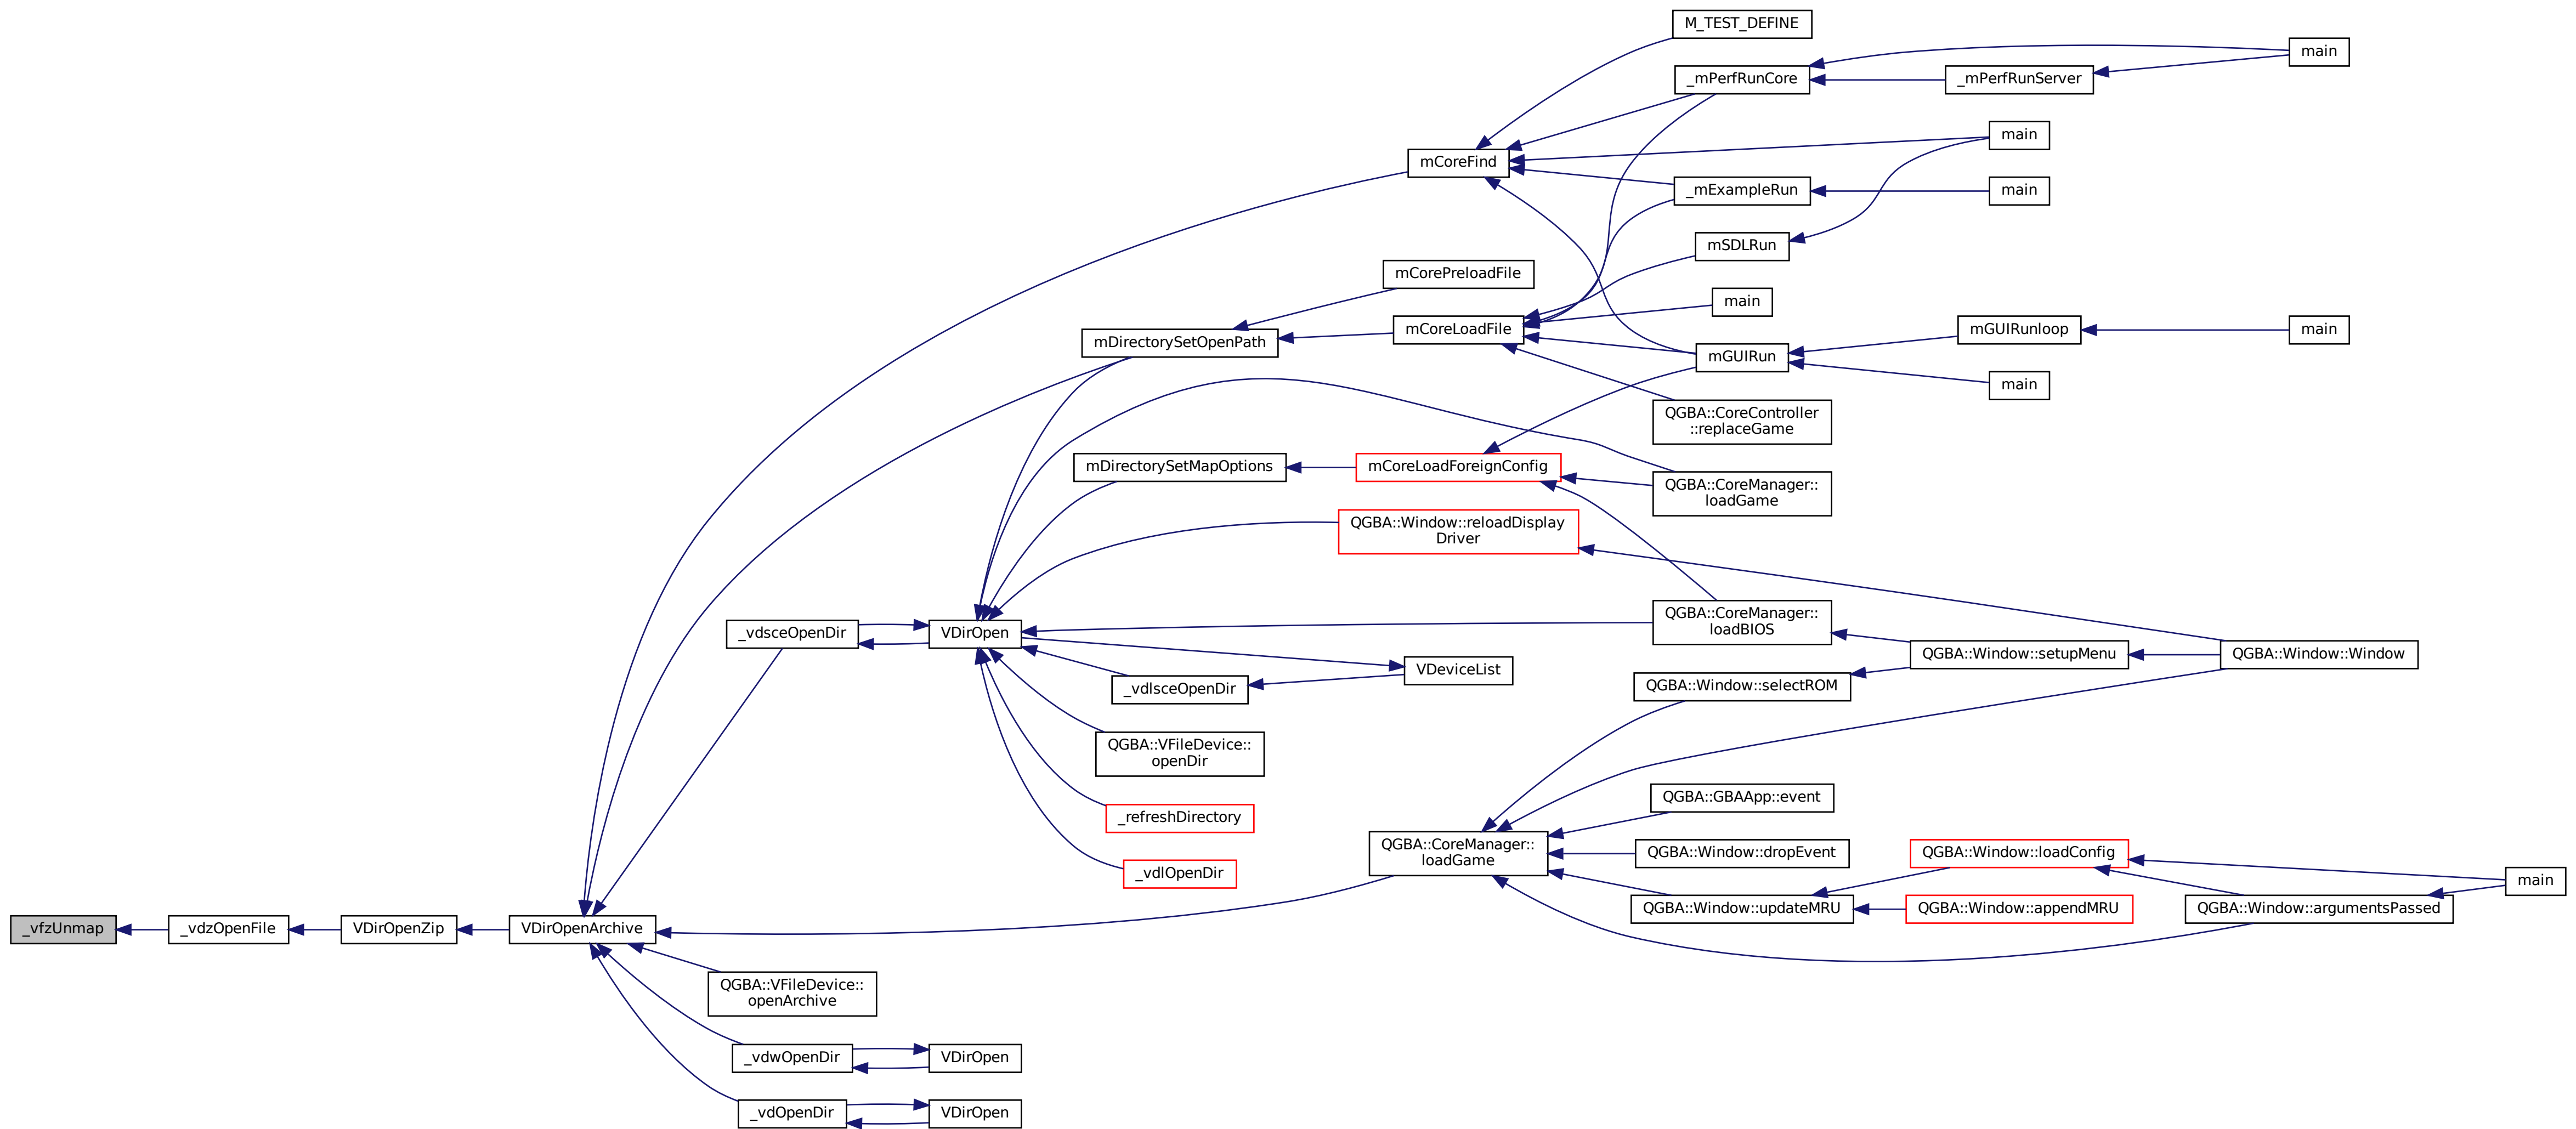 M_TEST_DEFINE
main
_mPerfRunCore
_mPerfRunServer
main
mCoreFind
_mExampleRun
main
mSDLRun
mCorePreloadFile
main
mCoreLoadFile
mGUIRunloop
main
mDirectorySetOpenPath
mGUIRun
main
QGBA::CoreController
::replaceGame
mDirectorySetMapOptions
mCoreLoadForeignConfig
QGBA::CoreManager::
loadGame
QGBA::Window::reloadDisplay
Driver
_vdsceOpenDir
VDirOpen
QGBA::CoreManager::
loadBIOS
QGBA::Window::setupMenu
QGBA::Window::Window
VDeviceList
_vdlsceOpenDir
QGBA::Window::selectROM
QGBA::VFileDevice::
openDir
QGBA::GBAApp::event
_refreshDirectory
QGBA::CoreManager::
loadGame
QGBA::Window::dropEvent
QGBA::Window::loadConfig
_vdlOpenDir
main
QGBA::Window::updateMRU
QGBA::Window::appendMRU
QGBA::Window::argumentsPassed
_vfzUnmap
_vdzOpenFile
VDirOpenZip
VDirOpenArchive
QGBA::VFileDevice::
openArchive
_vdwOpenDir
VDirOpen
_vdOpenDir
VDirOpen